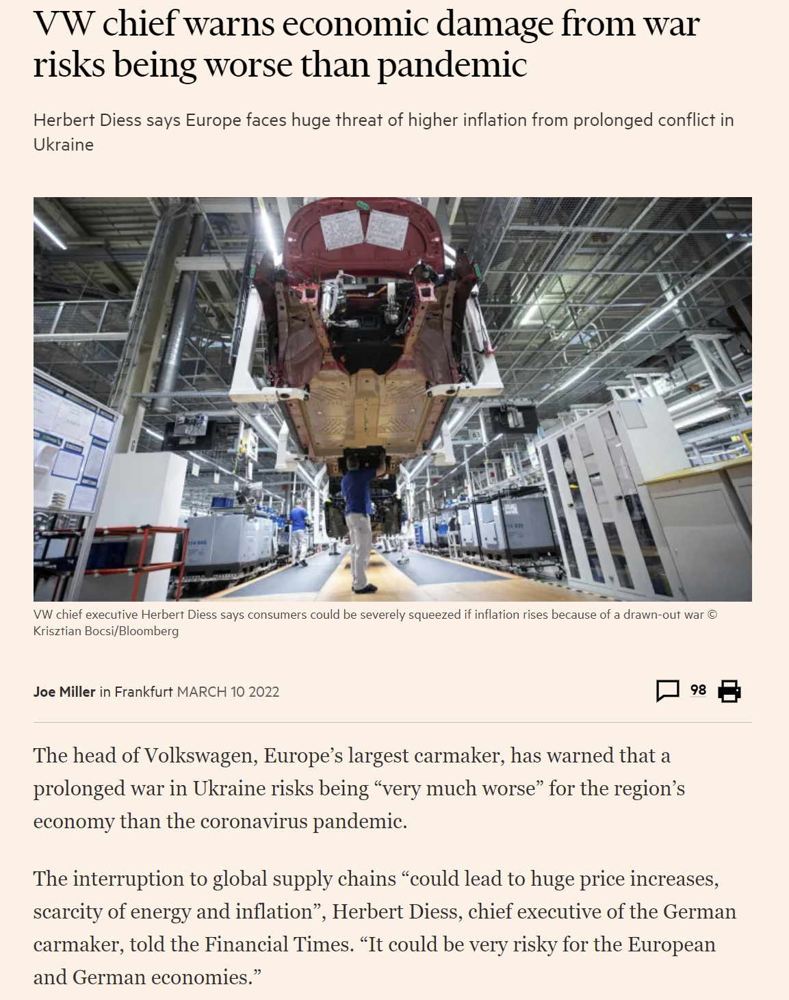 VW chief warns economic damage from war
risks being worse than pandemic
Herbert Diess says Europe faces huge threat of higher inflation from prolonged conflict in
Ukraine
63
VW chief executive Herbert Diess says consumers could be severely squeezed if inflation rises because of a drawn-out war ©
Krisztian Bocsi/Bloomberg
Joe Miller in Frankfurt MARCH 10 2022
98
The head of Volkswagen, Europe’s largest carmaker, has warned that a
prolonged war in Ukraine risks being “very much worse” for the region’s
economy than the coronavirus pandemic.
The interruption to global supply chains “could lead to huge price increases,
scarcity of energy and inflation”, Herbert Diess, chief executive of the German
carmaker, told the Financial Times. “It could be very risky for the European
and German economies.”